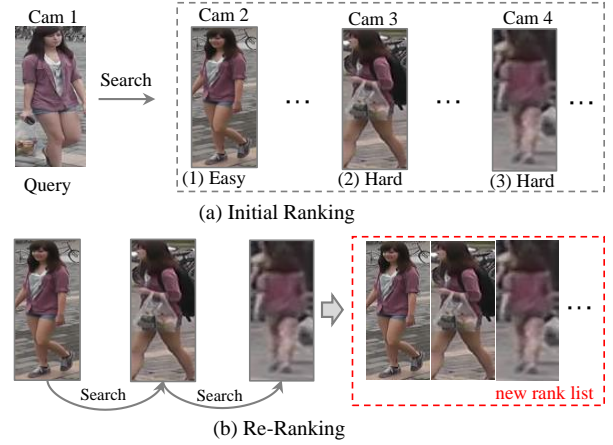 Cam 1
Cam 2
Cam 3
Cam 4
Search
...
...
...
Query
(1) Easy
(2) Hard
(3) Hard
(a) Initial Ranking
...
Search
Search
new rank list
(b) Re-Ranking